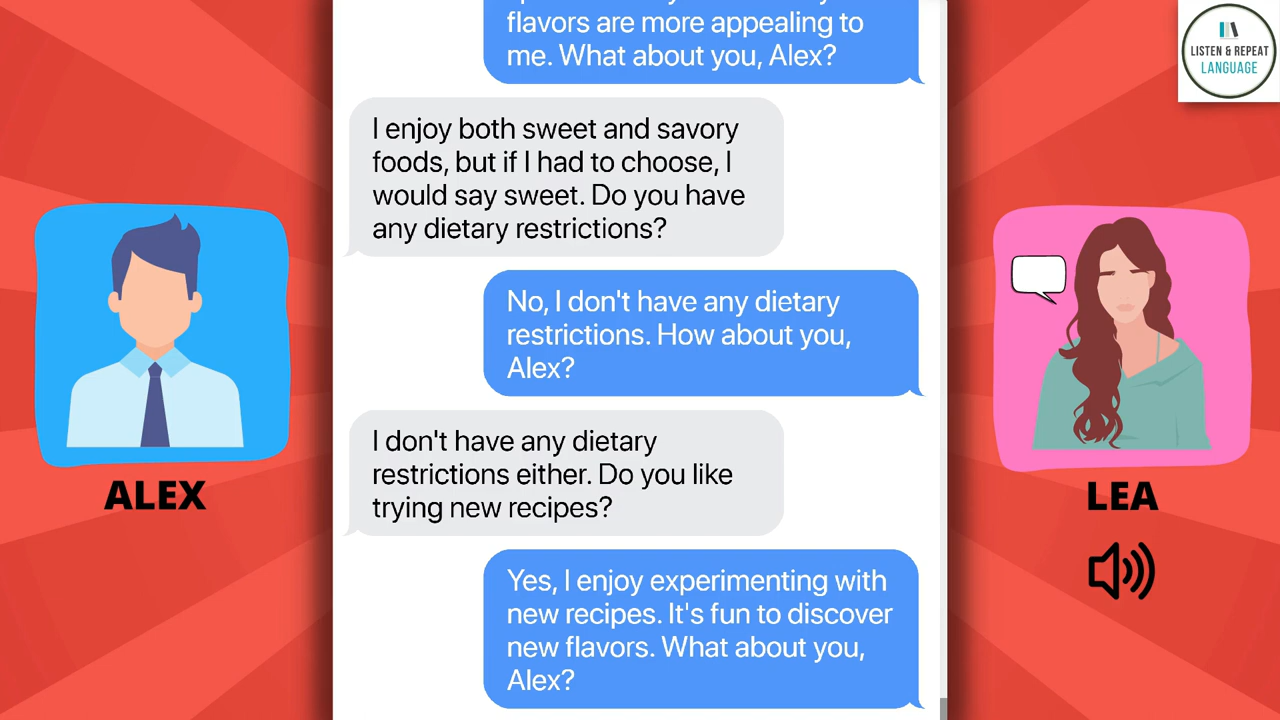 flavors are more appealing to
me. What about you, Alex?
I enjoy both sweet and savory
foods, but if I had to choose, I
would say sweet. Do you have
any dietary restrictions?
No, I don't have any dietary
restrictions. How about you,
Alex?
I don't have any dietary
restrictions either. Do you like
trying new recipes?
Yes, I enjoy experimenting with
new recipes. It's fun to discover
new flavors. What about you,
Alex?
ALEX
LEA
LISTEN & REPEAT
LANGUAGE